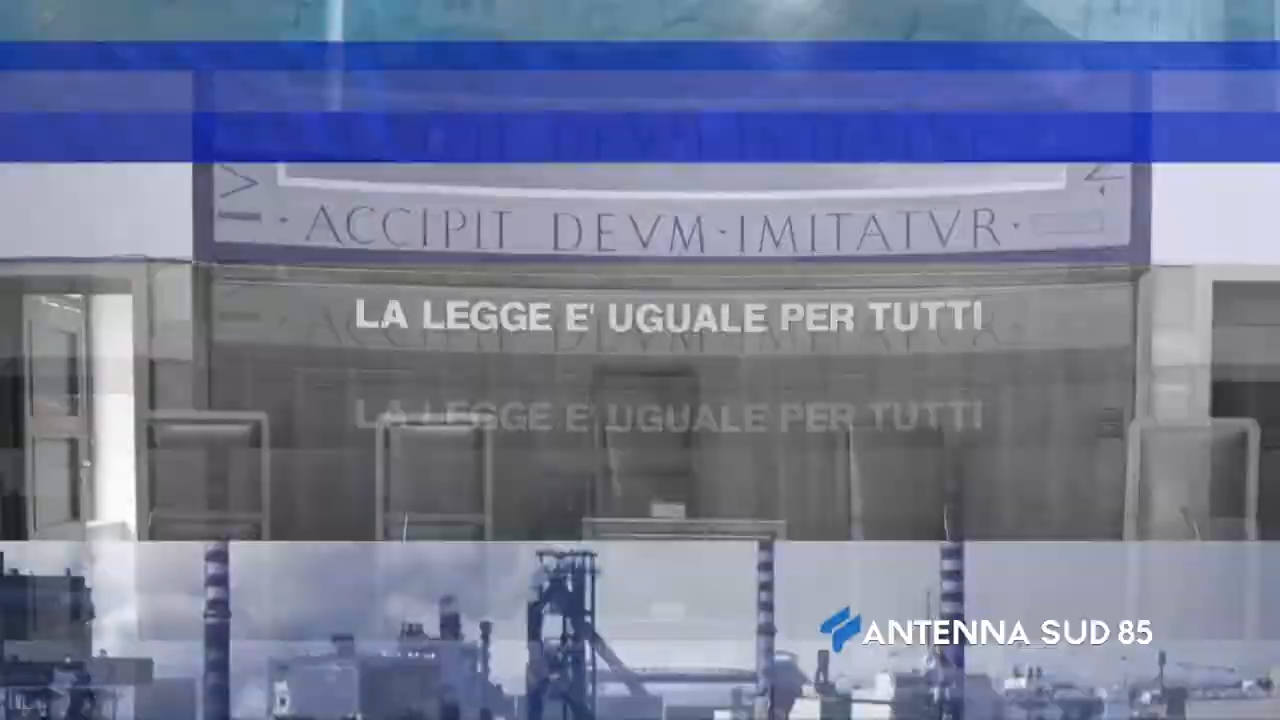 · ACCIPIT DEVM · IMITATVR ·
LA LEGGE E' UGUALE PER TUTTI
LA LEGGE E' UGUALE PER TUTTI
ANTENNA SUD 85